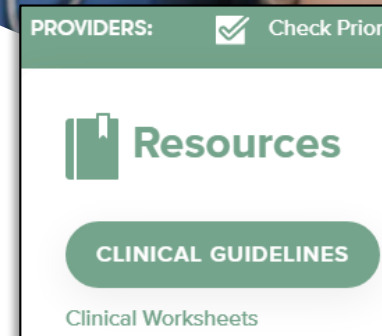 PROVIDERS: Check Prior
Resources
CLINICAL GUIDELINES
Clinical Worksheets